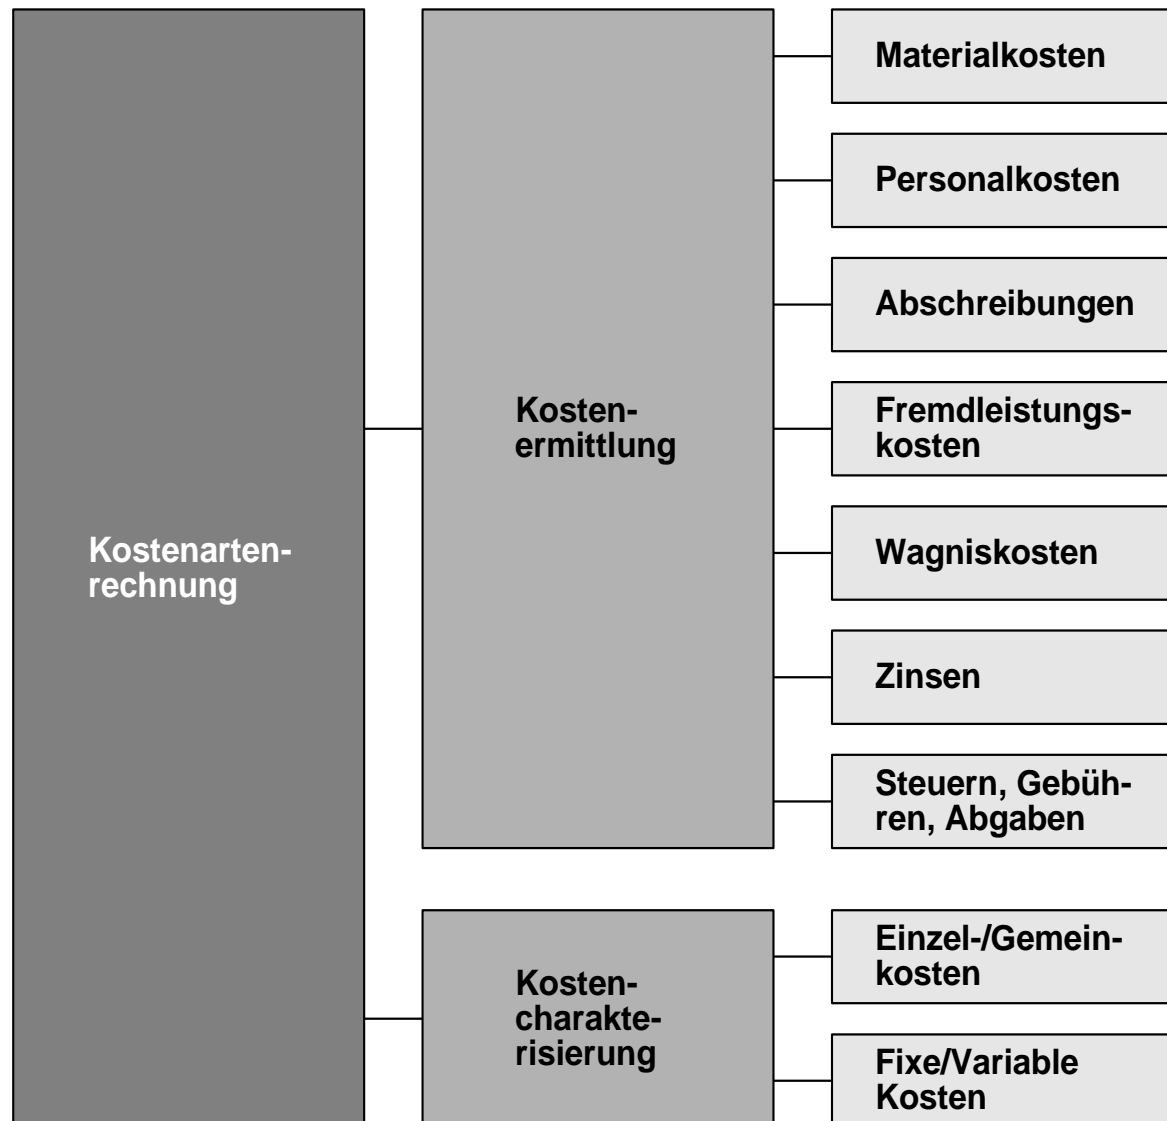 Kostenarten-
rechnung
Kosten-
ermittlung
Materialkosten
Personalkosten
Abschreibungen
Fremdleistungs-
kosten
Wagniskosten
Zinsen
Steuern, Gebüh-
ren, Abgaben
Kosten-
charakte-
risierung
Einzel-/Gemein-
kosten
Fixe/Variable
Kosten